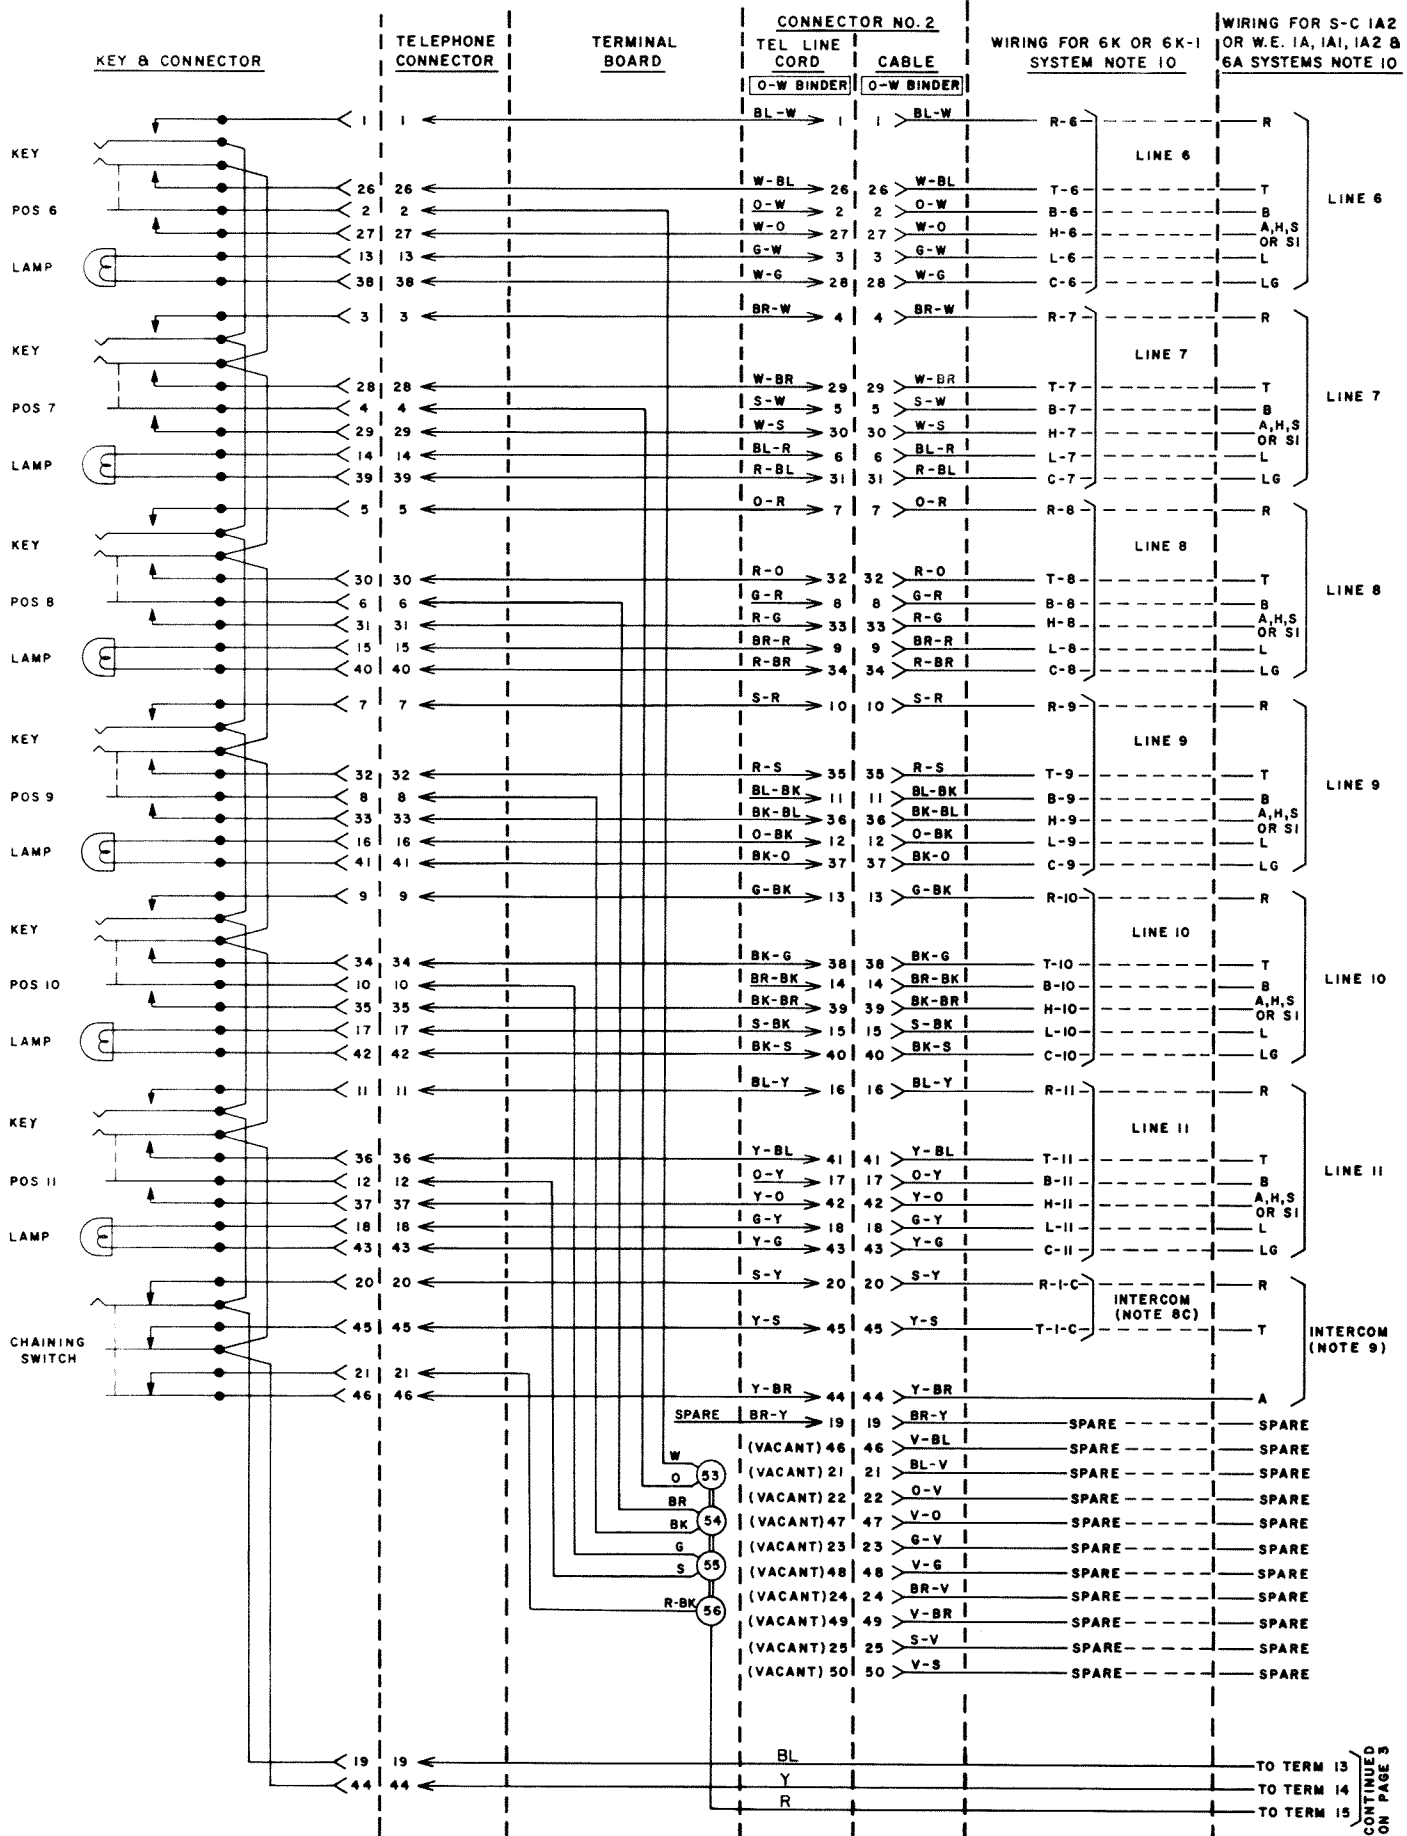 KEY & CONNECTOR
TELEPHONE
CONNECTOR
TERMINAL
BOARD
CONNECTOR NO. 2
TEL LINE
CORD
CABLE
O-W BINDER O-W BINDER
WIRING FOR 6K OR 6K-1
SYSTEM NOTE 10
WIRING FOR S-C 1A2
OR W.E. 1A, 1A1, 1A2 &
6A SYSTEMS NOTE 10
1 1 BL-W 1 1 BL-W R-6 R
KEY LINE 6
26 26 W-BL 26 26 W-BL T-6 T LINE 6
POS 6 2 2 O-W 2 2 O-W B-6 B
27 27 W-O 27 27 W-O H-6 A,H,S
OR S1
LAMP 13 13 G-W 3 3 G-W L-6 L
38 38 W-G 28 28 W-G C-6 LG
3 3 BR-W 4 4 BR-W R-7 R
KEY LINE 7
28 28 W-BR 29 29 W-BR T-7 T LINE 7
POS 7 4 4 S-W 5 5 S-W B-7 B
29 29 W-S 30 30 W-S H-7 A,H,S
OR S1
LAMP 14 14 BL-R 6 6 BL-R L-7 L
39 39 R-BL 31 31 R-BL C-7 LG
5 5 O-R 7 7 O-R R-8 R
KEY LINE 8
30 30 R-O 32 32 R-O T-8 T LINE 8
POS 8 6 6 G-R 8 8 G-R B-8 B
31 31 R-G 33 33 R-G H-8 A,H,S
OR S1
LAMP 15 15 BR-R 9 9 BR-R L-8 L
40 40 R-BR 34 34 R-BR C-8 LG
7 7 S-R 10 10 S-R R-9 R
KEY LINE 9
32 32 R-S 35 35 R-S T-9 T LINE 9
POS 9 8 8 BL-BK 11 11 BL-BK B-9 B
33 33 BK-BL 36 36 BK-BL H-9 A,H,S
OR S1
LAMP 16 16 O-BK 12 12 O-BK L-9 L
41 41 BK-O 37 37 BK-O C-9 LG
9 9 G-BK 13 13 G-BK R-10 R
KEY LINE 10
34 34 BK-G 38 38 BK-G T-10 T LINE 10
POS 10 10 10 BR-BK 14 14 BR-BK B-10 B
35 35 BK-BR 39 39 BK-BR H-10 A,H,S
OR S1
LAMP 17 17 S-BK 15 15 S-BK L-10 L
42 42 BK-S 40 40 BK-S C-10 LG
11 11 BL-Y 16 16 BL-Y R-11 R
KEY LINE 11
36 36 Y-BL 41 41 Y-BL T-11 T LINE 11
POS 11 12 12 O-Y 17 17 O-Y B-11 B
37 37 Y-O 42 42 Y-O H-11 A,H,S
OR S1
LAMP 18 18 G-Y 18 18 G-Y L-11 L
43 43 Y-G 43 43 Y-G C-11 LG
20 20 S-Y 20 20 S-Y R-I-C R
INTERCOM
(NOTE 8C)
45 45 Y-S 45 45 Y-S T-I-C T
CHAINING
SWITCH
INTERCOM
(NOTE 9)
21 21
46 46 Y-BR 44 44 Y-BR A
SPARE BR-Y 19 19 BR-Y SPARE SPARE
(VACANT) 46 46 V-BL SPARE SPARE
W
53
O
(VACANT) 21 21 BL-V SPARE SPARE
(VACANT) 22 22 O-V SPARE SPARE
BR
54
BK
(VACANT) 47 47 V-O SPARE SPARE
(VACANT) 23 23 G-V SPARE SPARE
G
55
S
(VACANT) 48 48 V-G SPARE SPARE
(VACANT) 24 24 BR-V SPARE SPARE
R-BK 56
(VACANT) 49 49 V-BR SPARE SPARE
(VACANT) 25 25 S-V SPARE SPARE
(VACANT) 50 50 V-S SPARE SPARE
19 19 BL TO TERM 13
44 44 Y TO TERM 14
R TO TERM 15
CONTINUED
ON PAGE 3